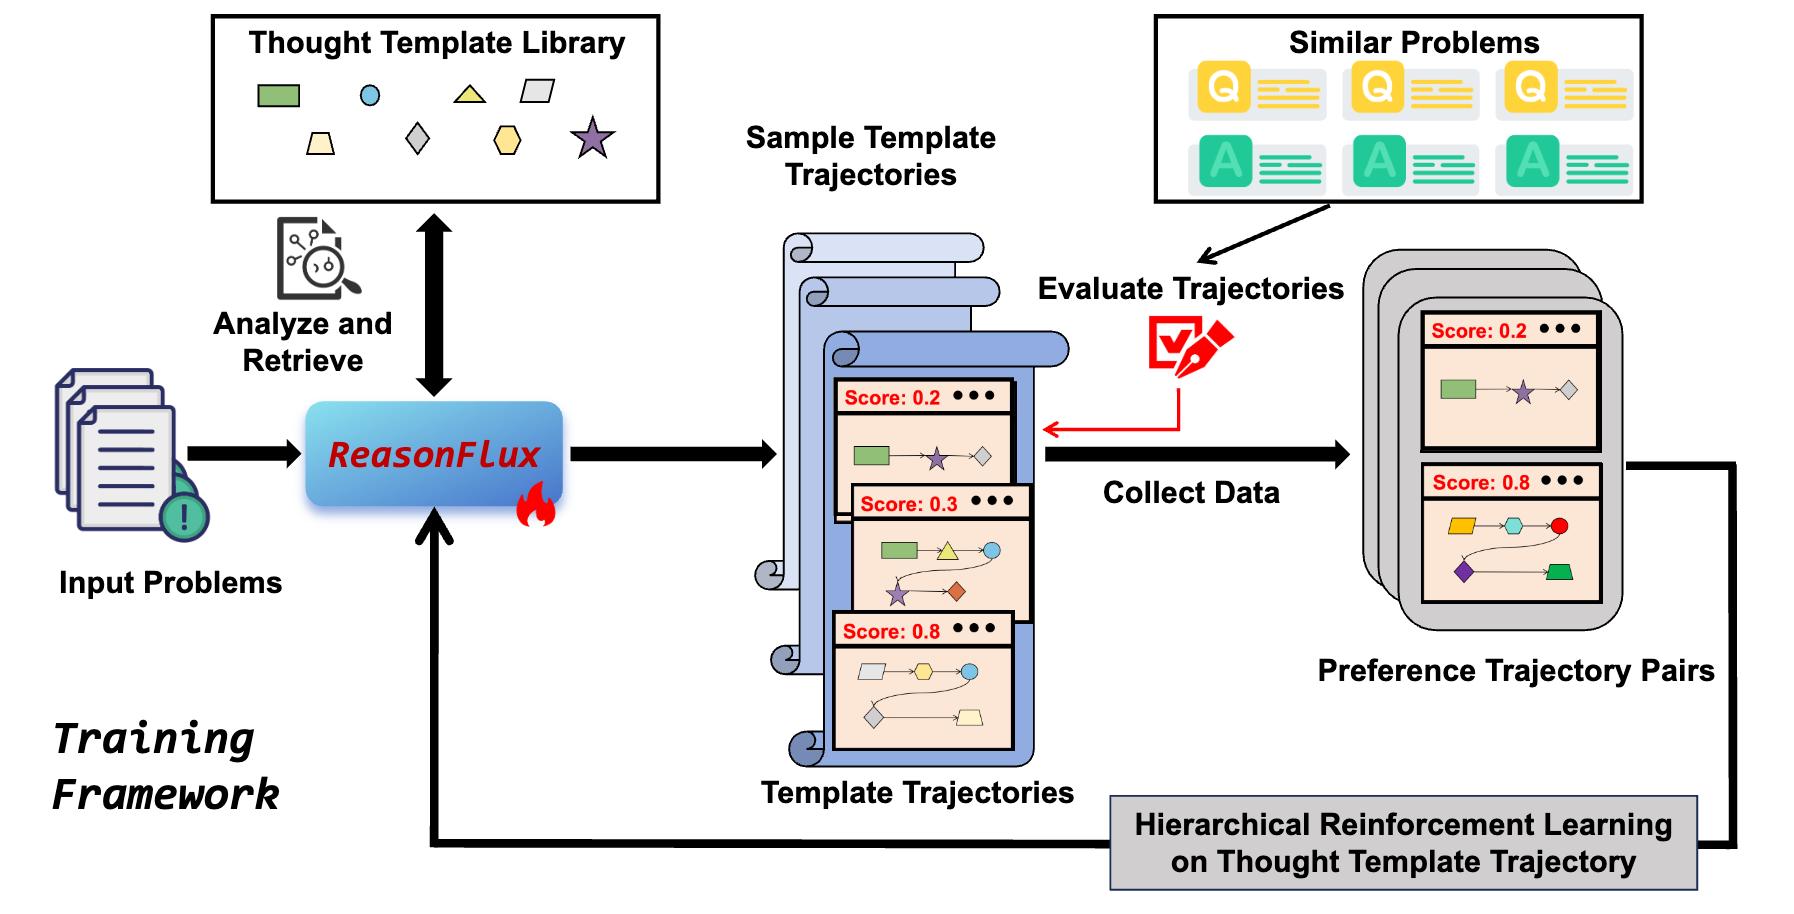 Thought Template Library
Similar Problems
Q
Q
Q
A
A
A
Sample Template
Trajectories
Analyze and
Retrieve
Evaluate Trajectories
Input Problems
ReasonFlux
Score: 0.2
Score: 0.3
Score: 0.8
Template Trajectories
Collect Data
Score: 0.2
Score: 0.8
Preference Trajectory Pairs
Training
Framework
Hierarchical Reinforcement Learning
on Thought Template Trajectory